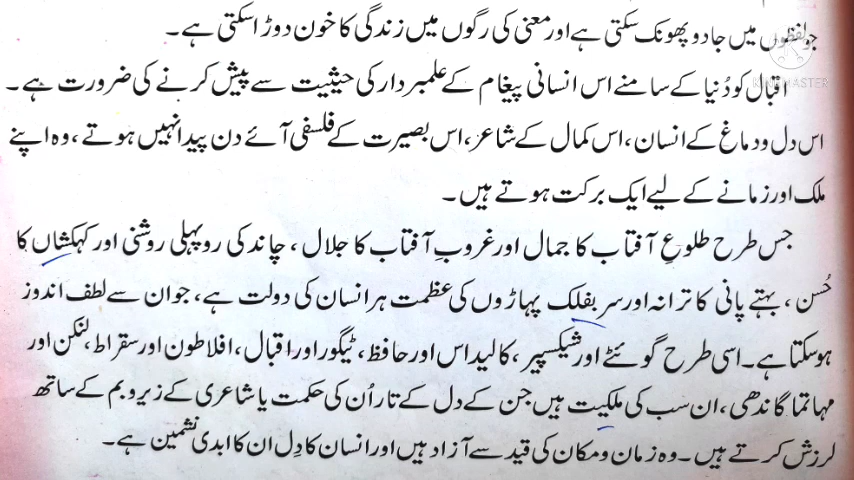 جو لفظوں میں جادو پھونک سکتی ہے اور معنی کی رگوں میں زندگی کا خون دوڑا سکتی ہے۔
اقبال کو دُنیا کے سامنے اس انسانی پیغام کے علمبردار کی حیثیت سے پیش کرنے کی ضرورت ہے۔
اس دل و دماغ کے انسان، اس کمال کے شاعر، اس بصیرت کے فلسفی آئے دن پیدا نہیں ہوتے، وہ اپنے
ملک اور زمانے کے لیے ایک برکت ہوتے ہیں۔
جس طرح طلوعِ آفتاب کا جمال اور غروبِ آفتاب کا جلال، چاند کی روپہلی روشنی اور کہکشاں کا
حُسن، بہتے پانی کا ترانہ اور سر بفلک پہاڑوں کی عظمت ہر انسان کی دولت ہے، جو ان سے لطف اندوز
ہوسکتا ہے۔ اسی طرح گوئٹے اور شیکسپیر، کالیداس اور حافظ، ٹیگور اور اقبال، افلاطون اور سقراط، لنکن اور
مہاتما گاندھی، ان سب کی ملکیت ہیں جن کے دل کے تار اُن کی حکمت یا شاعری کے زیر و بم کے ساتھ
لرزش کرتے ہیں۔ وہ زمان و مکان کی قید سے آزاد ہیں اور انسان کا دِل ان کا ابدی نشمین ہے۔
KINEMASTER